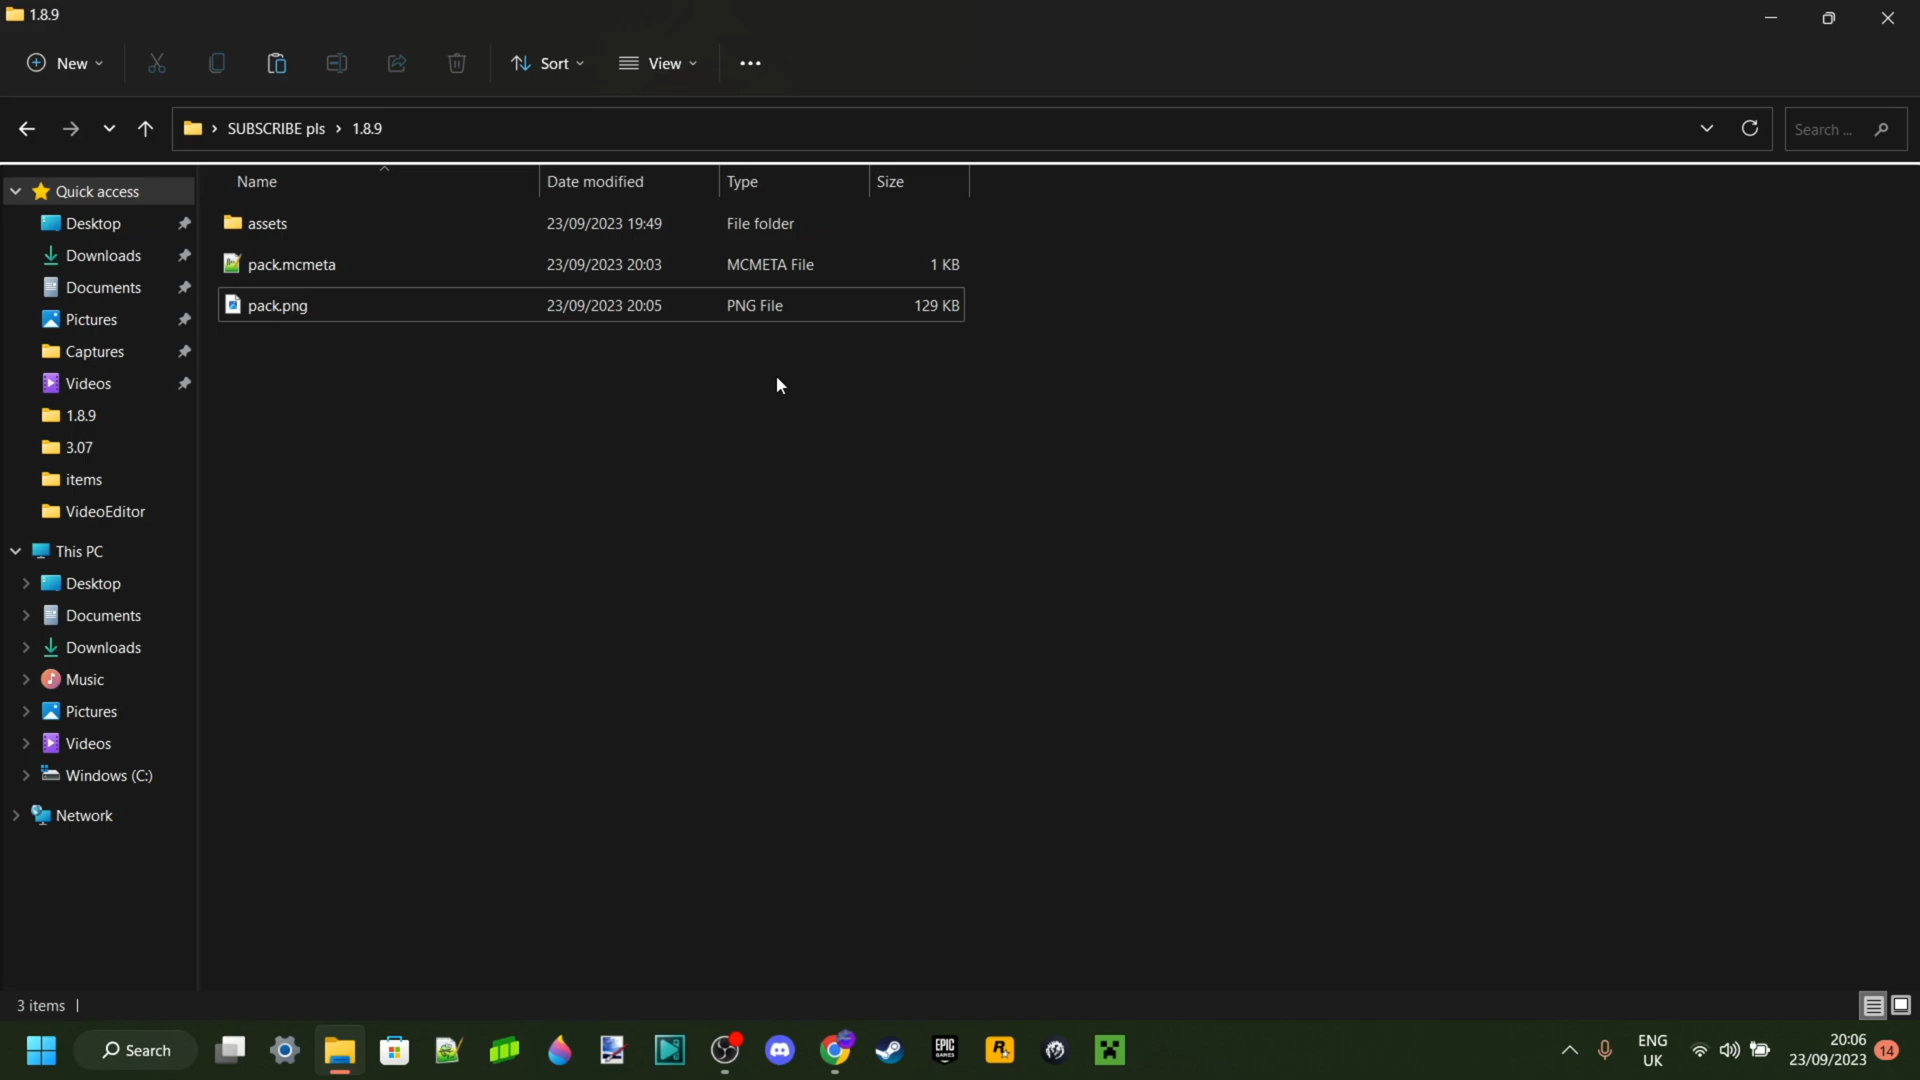 1.8.9
New
Sort
View
SUBSCRIBE pls > 1.8.9
Search ...
Name Date modified Type Size
assets 23/09/2023 19:49 File folder
pack.mcmeta 23/09/2023 20:03 MCMETA File 1 KB
pack.png 23/09/2023 20:05 PNG File 129 KB
Quick access
Desktop
Downloads
Documents
Pictures
Captures
Videos
1.8.9
3.07
items
VideoEditor
This PC
Desktop
Documents
Downloads
Music
Pictures
Videos
Windows (C:)
Network
3 items
Search
EPIC
GAMES
R
ENG
UK
20:06
23/09/2023
14